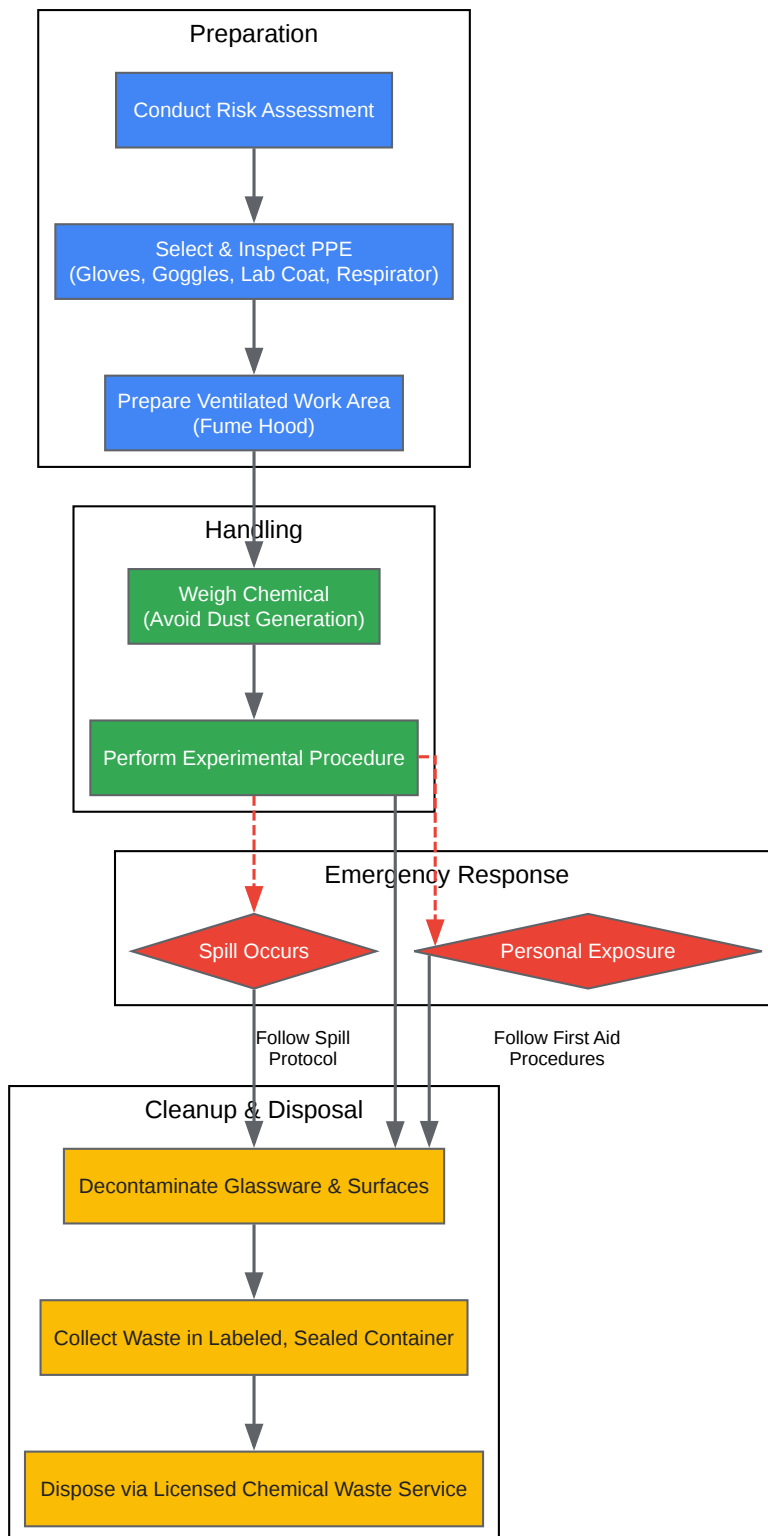 Preparation
Conduct Risk Assessment
Select & Inspect PPE
(Gloves, Goggles, Lab Coat, Respirator)
Prepare Ventilated Work Area
(Fume Hood)
Handling
Weigh Chemical
(Avoid Dust Generation)
Perform Experimental Procedure
Emergency Response
Spill Occurs
Personal Exposure
Follow Spill
Protocol
Follow First Aid
Procedures
Cleanup & Disposal
Decontaminate Glassware & Surfaces
Collect Waste in Labeled, Sealed Container
Dispose via Licensed Chemical Waste Service